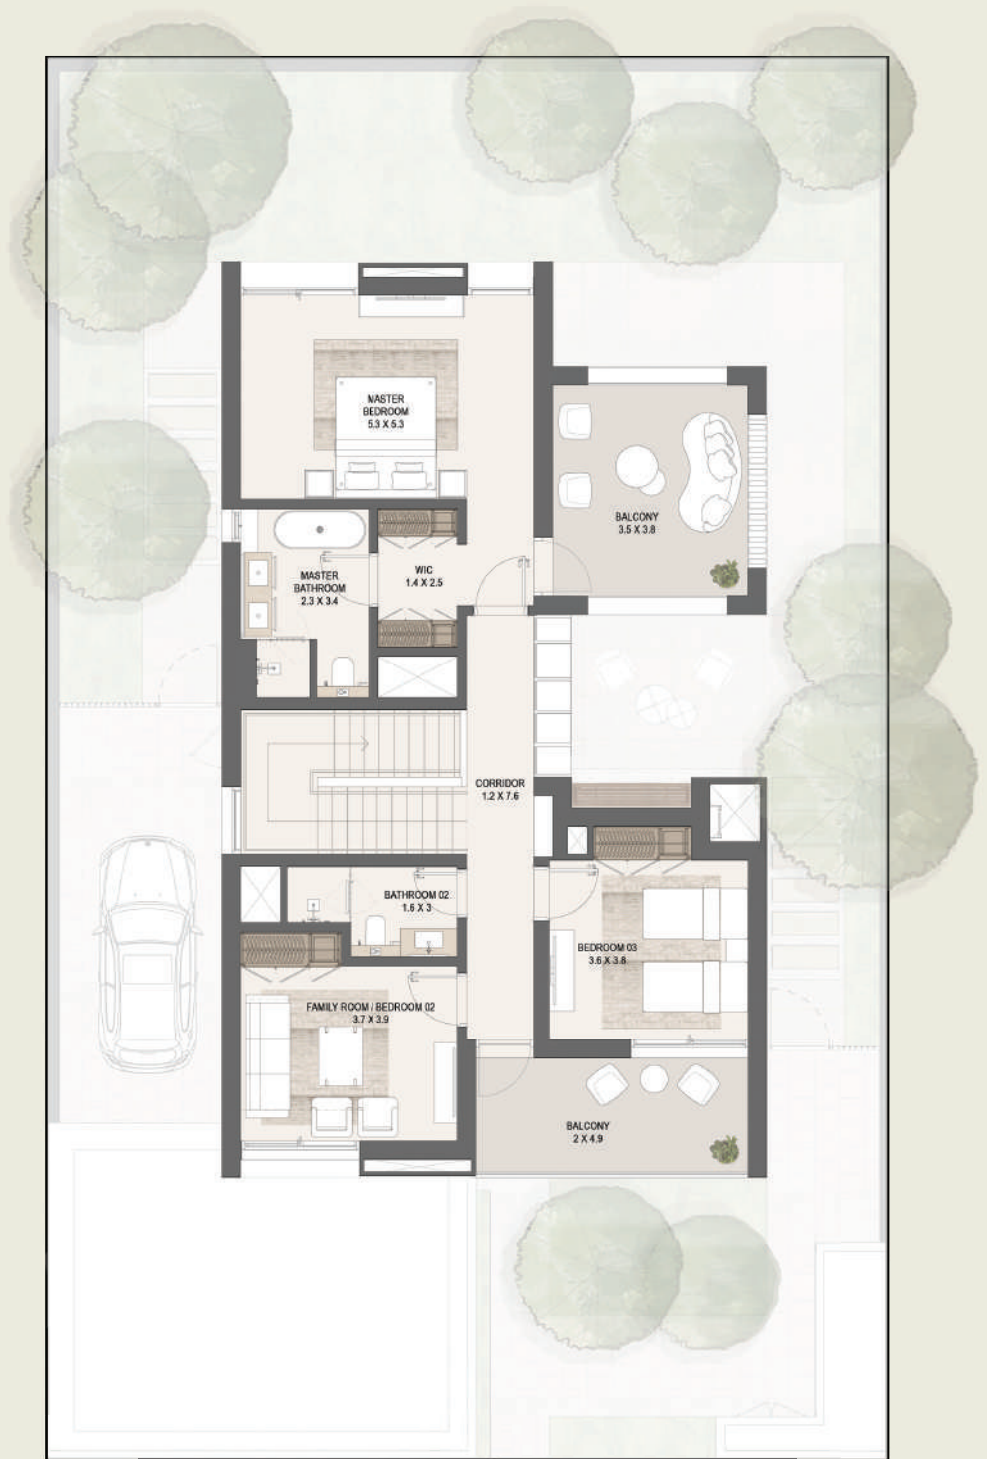 MASTER
BEDROOM
5.3 X 5.3
BALCONY
3.5 X 3.8
WIC
1.4 X 2.5
MASTER
BATHROOM
2.3 X 3.4
CORRIDOR
1.2 X 7.6
BATHROOM 02
1.6 X 3
BEDROOM 03
3.6 X 3.8
FAMILY ROOM / BEDROOM 02
3.7 X 3.9
BALCONY
2 X 4.9